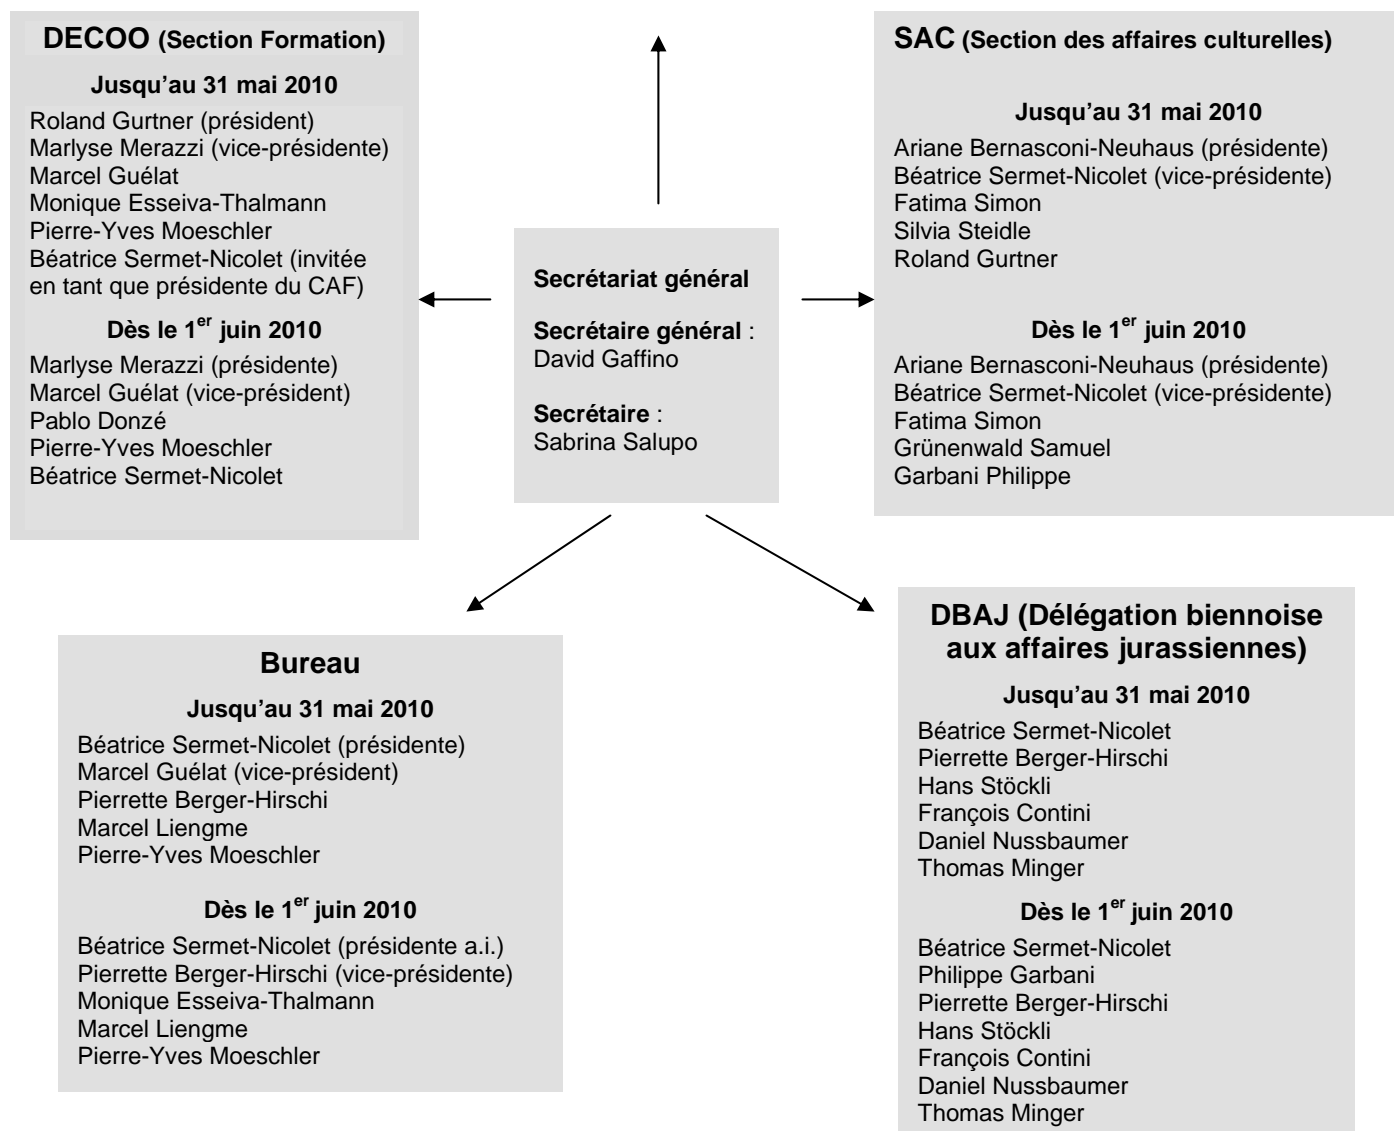 DECOO (Section Formation)
Jusqu'au 31 mai 2010
Roland Gurtner (président)
Marlyse Merazzi (vice-présidente)
Marcel Guélat
Monique Esseiva-Thalmann
Pierre-Yves Moeschler
Béatrice Sermet-Nicolet (invitée
en tant que présidente du CAF)
Dès le 1er juin 2010
Marlyse Merazzi (présidente)
Marcel Guélat (vice-président)
Pablo Donzé
Pierre-Yves Moeschler
Béatrice Sermet-Nicolet
Secrétariat général
Secrétaire général :
David Gaffino
Secrétaire :
Sabrina Salupo
SAC (Section des affaires culturelles)
Jusqu'au 31 mai 2010
Ariane Bernasconi-Neuhaus (présidente)
Béatrice Sermet-Nicolet (vice-présidente)
Fatima Simon
Silvia Steidle
Roland Gurtner
Dès le 1er juin 2010
Ariane Bernasconi-Neuhaus (présidente)
Béatrice Sermet-Nicolet (vice-présidente)
Fatima Simon
Grünenwald Samuel
Garbani Philippe
Bureau
Jusqu'au 31 mai 2010
Béatrice Sermet-Nicolet (présidente)
Marcel Guélat (vice-président)
Pierrette Berger-Hirschi
Marcel Liengme
Pierre-Yves Moeschler
Dès le 1er juin 2010
Béatrice Sermet-Nicolet (présidente a.i.)
Pierrette Berger-Hirschi (vice-présidente)
Monique Esseiva-Thalmann
Marcel Liengme
Pierre-Yves Moeschler
DBAJ (Délégation biennoise
aux affaires jurassiennes)
Jusqu'au 31 mai 2010
Béatrice Sermet-Nicolet
Pierrette Berger-Hirschi
Hans Stöckli
François Contini
Daniel Nussbaumer
Thomas Minger
Dès le 1er juin 2010
Béatrice Sermet-Nicolet
Philippe Garbani
Pierrette Berger-Hirschi
Hans Stöckli
François Contini
Daniel Nussbaumer
Thomas Minger